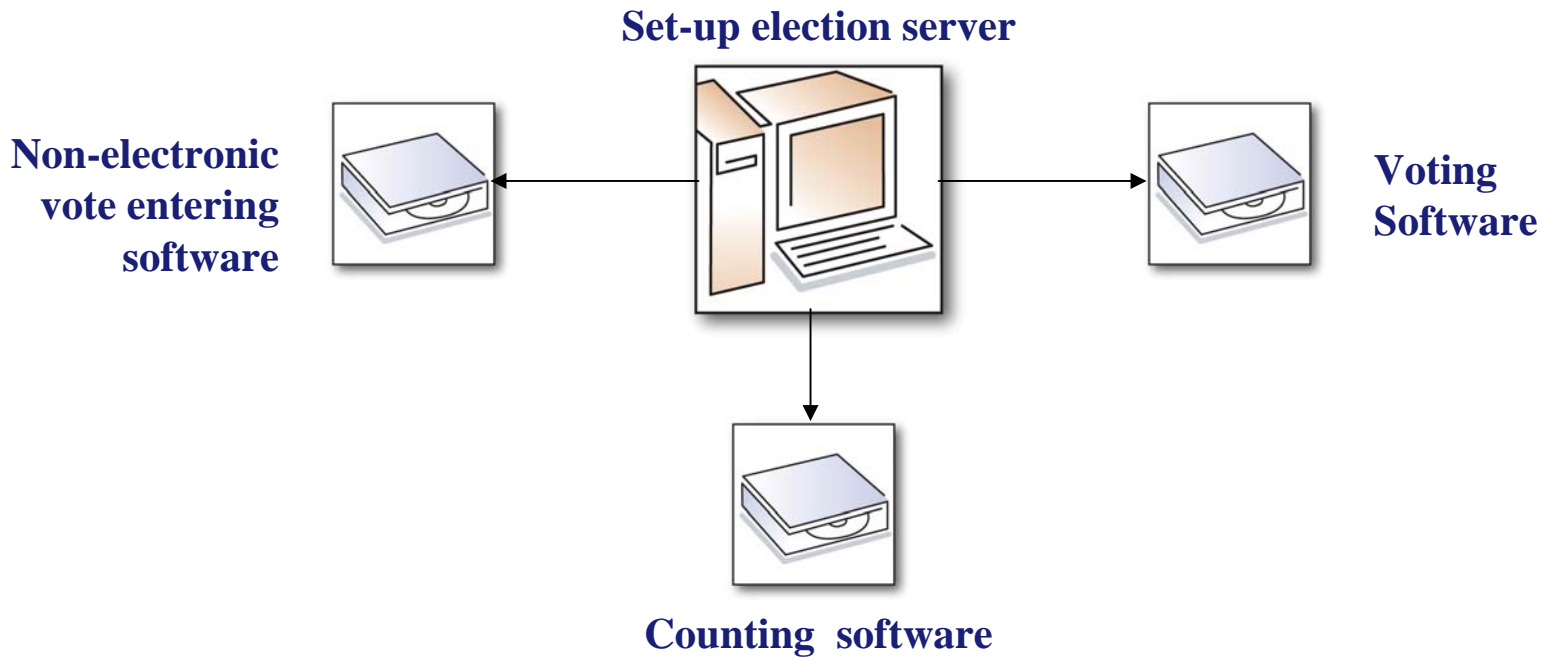 Set-up election server
Non-electronic
vote entering
software
Voting
Software
Counting software